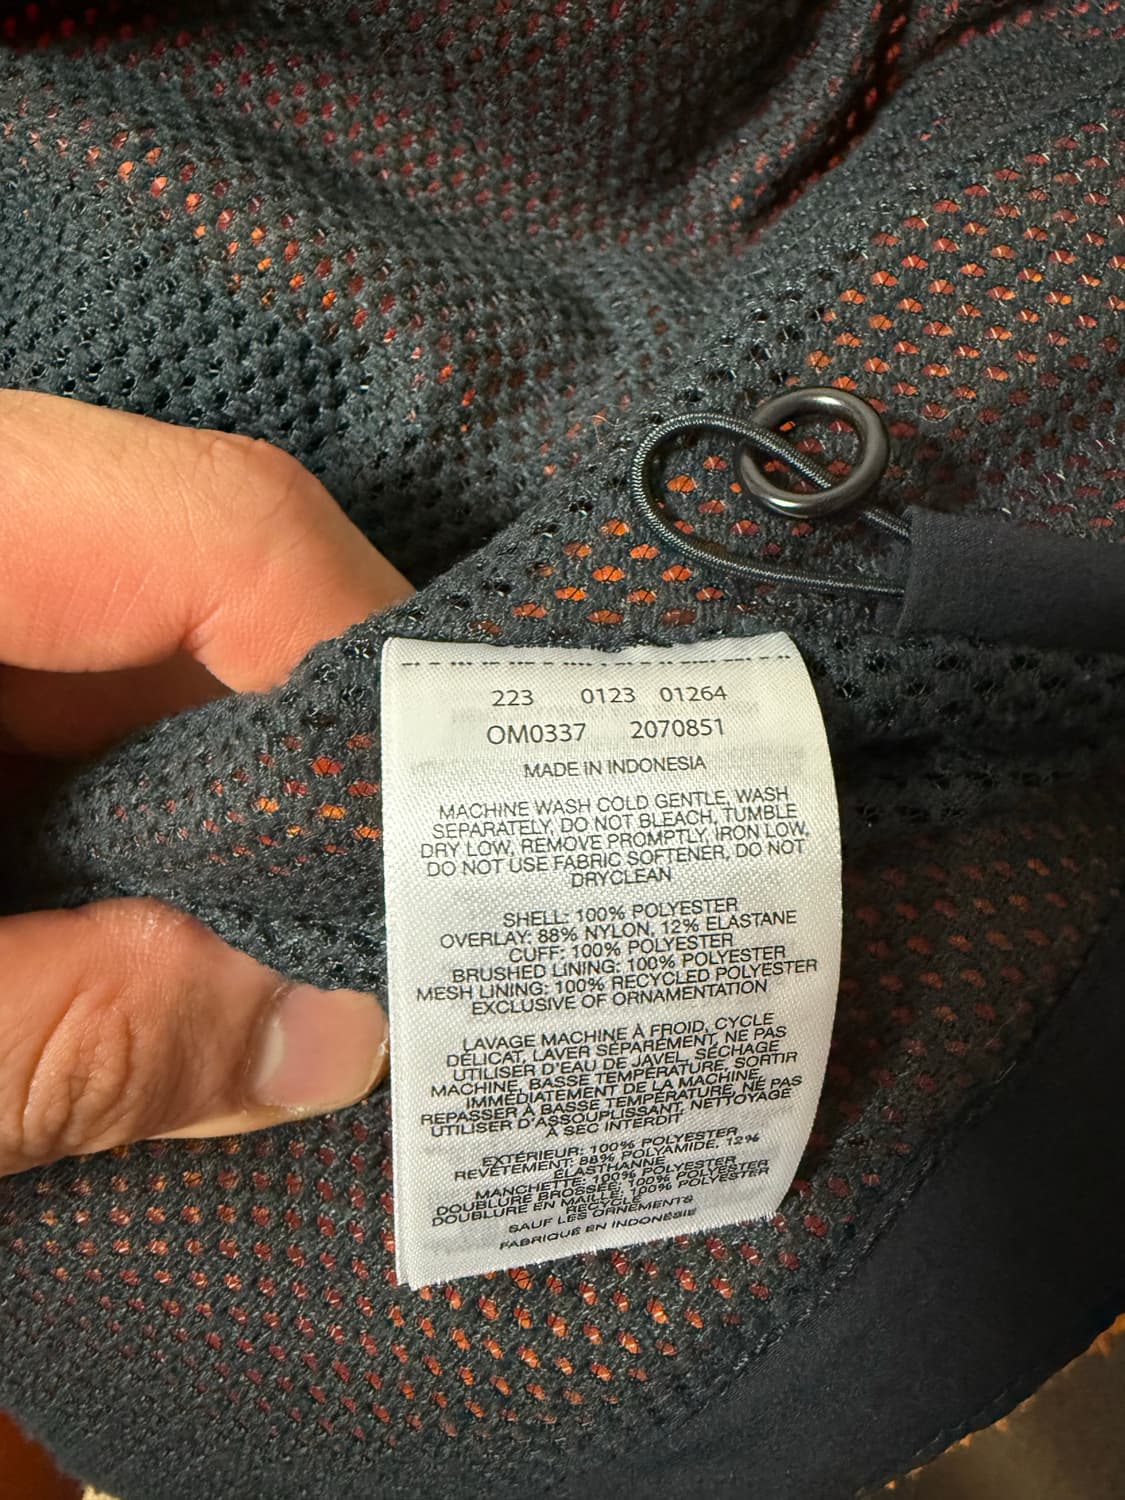 223 0123 01264
OM0337 2070851
MADE IN INDONESIA
MACHINE WASH COLD GENTLE, WASH
SEPARATELY, DO NOT BLEACH, TUMBLE
DRY LOW, REMOVE PROMPTLY, IRON LOW,
DO NOT USE FABRIC SOFTENER, DO NOT
DRYCLEAN
SHELL: 100% POLYESTER
OVERLAY: 88% NYLON, 12% ELASTANE
CUFF: 100% POLYESTER
BRUSHED LINING: 100% POLYESTER
MESH LINING: 100% RECYCLED POLYESTER
EXCLUSIVE OF ORNAMENTATION
LAVAGE MACHINE À FROID, CYCLE
DÉLICAT, LAVER SÉPARÉMENT, NE PAS
UTILISER D'EAU DE JAVEL, SÉCHAGE
MACHINE, BASSE TEMPÉRATURE, SORTIR
IMMÉDIATEMENT DE LA MACHINE,
REPASSER À BASSE TEMPÉRATURE, NE PAS
UTILISER D'ASSOUPLISSANT, NETTOYAGE
À SEC INTERDIT
EXTÉRIEUR: 100% POLYESTER
REVÊTEMENT: 88% POLYAMIDE, 12%
ÉLASTHANNE
MANCHETTE: 100% POLYESTER
DOUBLURE BROSSÉE: 100% POLYESTER
DOUBLURE EN MAILLE: 100% POLYESTER
RECYCLÉ
SAUF LES ORNEMENTS
FABRIQUÉ EN INDONÉSIE